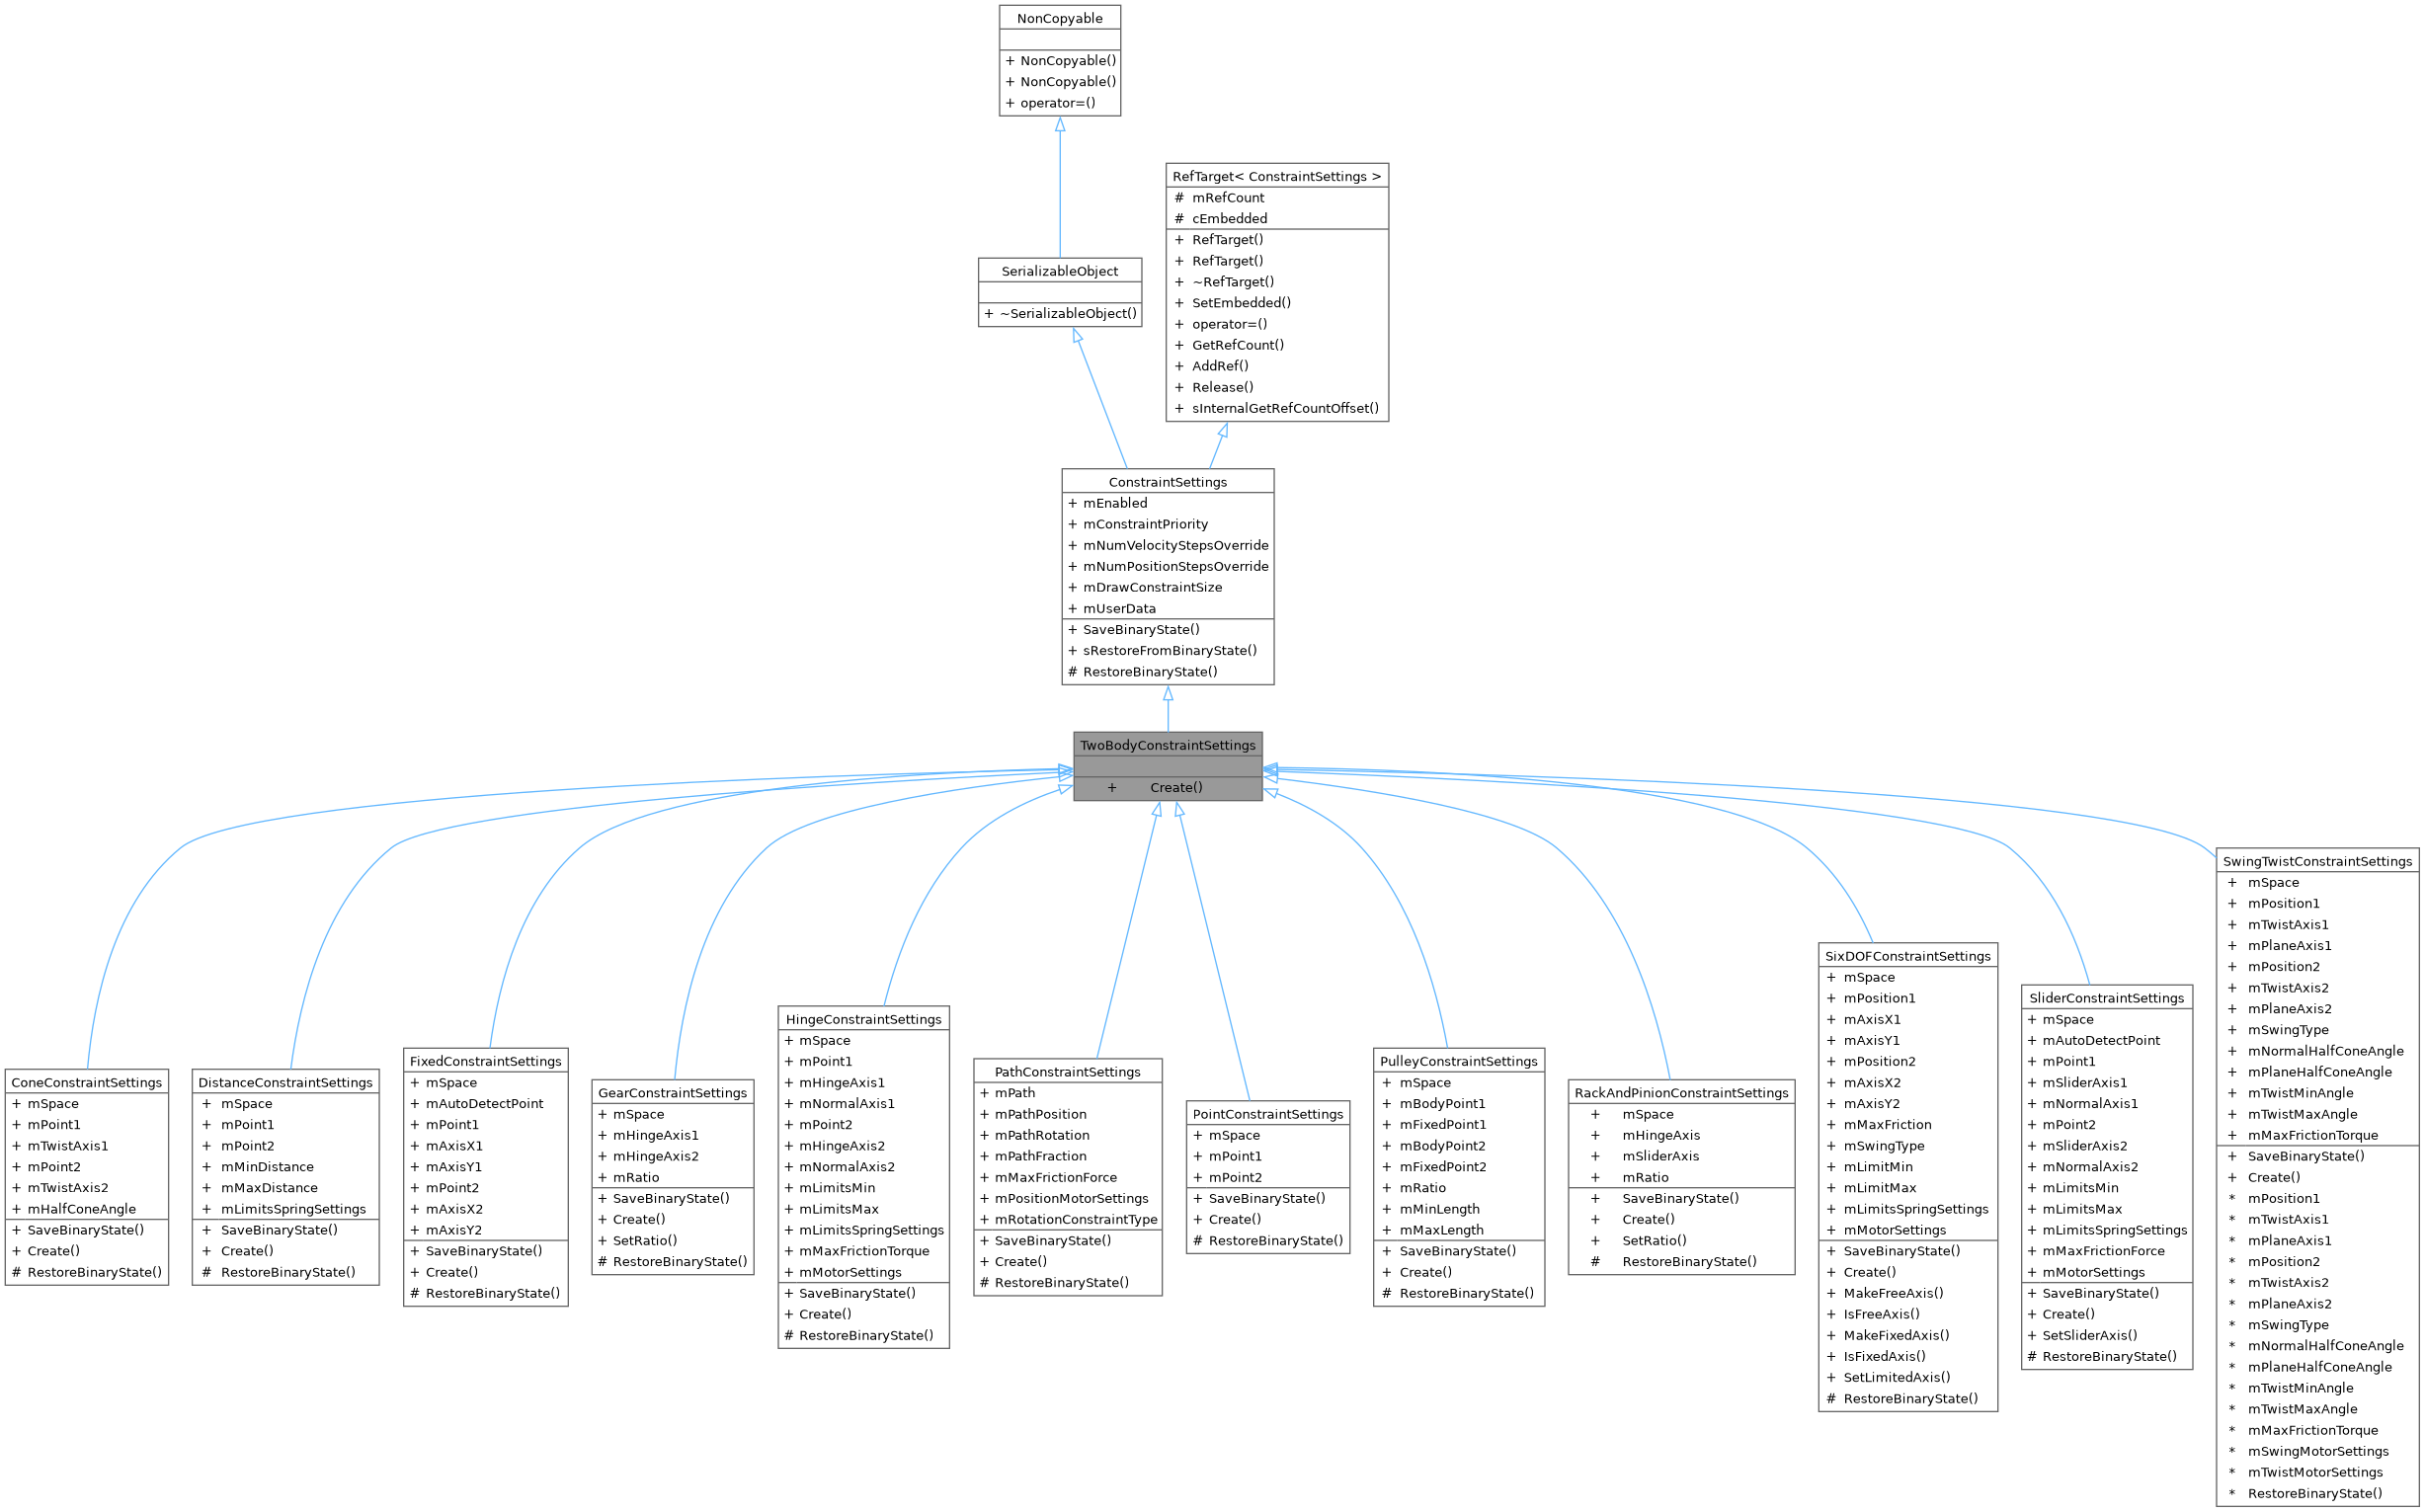 NonCopyable
+ NonCopyable()
+ NonCopyable()
+ operator=()
RefTarget< ConstraintSettings >
# mRefCount
# cEmbedded
+ RefTarget()
+ RefTarget()
+ ~RefTarget()
+ SetEmbedded()
+ operator=()
+ GetRefCount()
+ AddRef()
+ Release()
+ sInternalGetRefCountOffset()
SerializableObject
+ ~SerializableObject()
ConstraintSettings
+ mEnabled
+ mConstraintPriority
+ mNumVelocityStepsOverride
+ mNumPositionStepsOverride
+ mDrawConstraintSize
+ mUserData
+ SaveBinaryState()
+ sRestoreFromBinaryState()
# RestoreBinaryState()
TwoBodyConstraintSettings
+ Create()
ConeConstraintSettings
+ mSpace
+ mPoint1
+ mTwistAxis1
+ mPoint2
+ mTwistAxis2
+ mHalfConeAngle
+ SaveBinaryState()
+ Create()
# RestoreBinaryState()
DistanceConstraintSettings
+ mSpace
+ mPoint1
+ mPoint2
+ mMinDistance
+ mMaxDistance
+ mLimitsSpringSettings
+ SaveBinaryState()
+ Create()
# RestoreBinaryState()
FixedConstraintSettings
+ mSpace
+ mAutoDetectPoint
+ mPoint1
+ mAxisX1
+ mAxisY1
+ mPoint2
+ mAxisX2
+ mAxisY2
+ SaveBinaryState()
+ Create()
# RestoreBinaryState()
GearConstraintSettings
+ mSpace
+ mHingeAxis1
+ mHingeAxis2
+ mRatio
+ SaveBinaryState()
+ Create()
+ SetRatio()
# RestoreBinaryState()
HingeConstraintSettings
+ mSpace
+ mPoint1
+ mHingeAxis1
+ mNormalAxis1
+ mPoint2
+ mHingeAxis2
+ mNormalAxis2
+ mLimitsMin
+ mLimitsMax
+ mLimitsSpringSettings
+ mMaxFrictionTorque
+ mMotorSettings
+ SaveBinaryState()
+ Create()
# RestoreBinaryState()
PathConstraintSettings
+ mPath
+ mPathPosition
+ mPathRotation
+ mPathFraction
+ mMaxFrictionForce
+ mPositionMotorSettings
+ mRotationConstraintType
+ SaveBinaryState()
+ Create()
# RestoreBinaryState()
PointConstraintSettings
+ mSpace
+ mPoint1
+ mPoint2
+ SaveBinaryState()
+ Create()
# RestoreBinaryState()
PulleyConstraintSettings
+ mSpace
+ mBodyPoint1
+ mFixedPoint1
+ mBodyPoint2
+ mFixedPoint2
+ mRatio
+ mMinLength
+ mMaxLength
+ SaveBinaryState()
+ Create()
# RestoreBinaryState()
RackAndPinionConstraintSettings
+ mSpace
+ mHingeAxis
+ mSliderAxis
+ mRatio
+ SaveBinaryState()
+ Create()
+ SetRatio()
# RestoreBinaryState()
SixDOFConstraintSettings
+ mSpace
+ mPosition1
+ mAxisX1
+ mAxisY1
+ mPosition2
+ mAxisX2
+ mAxisY2
+ mMaxFriction
+ mSwingType
+ mLimitMin
+ mLimitMax
+ mLimitsSpringSettings
+ mMotorSettings
+ SaveBinaryState()
+ Create()
+ MakeFreeAxis()
+ IsFreeAxis()
+ MakeFixedAxis()
+ IsFixedAxis()
+ SetLimitedAxis()
# RestoreBinaryState()
SliderConstraintSettings
+ mSpace
+ mAutoDetectPoint
+ mPoint1
+ mSliderAxis1
+ mNormalAxis1
+ mPoint2
+ mSliderAxis2
+ mNormalAxis2
+ mLimitsMin
+ mLimitsMax
+ mLimitsSpringSettings
+ mMaxFrictionForce
+ mMotorSettings
+ SaveBinaryState()
+ Create()
+ SetSliderAxis()
# RestoreBinaryState()
SwingTwistConstraintSettings
+ mSpace
+ mPosition1
+ mTwistAxis1
+ mPlaneAxis1
+ mPosition2
+ mTwistAxis2
+ mPlaneAxis2
+ mSwingType
+ mNormalHalfConeAngle
+ mPlaneHalfConeAngle
+ mTwistMinAngle
+ mTwistMaxAngle
+ mMaxFrictionTorque
+ SaveBinaryState()
+ Create()
* mPosition1
* mTwistAxis1
* mPlaneAxis1
* mPosition2
* mTwistAxis2
* mPlaneAxis2
* mSwingType
* mNormalHalfConeAngle
* mPlaneHalfConeAngle
* mTwistMinAngle
* mTwistMaxAngle
* mMaxFrictionTorque
* mSwingMotorSettings
* mTwistMotorSettings
* RestoreBinaryState()